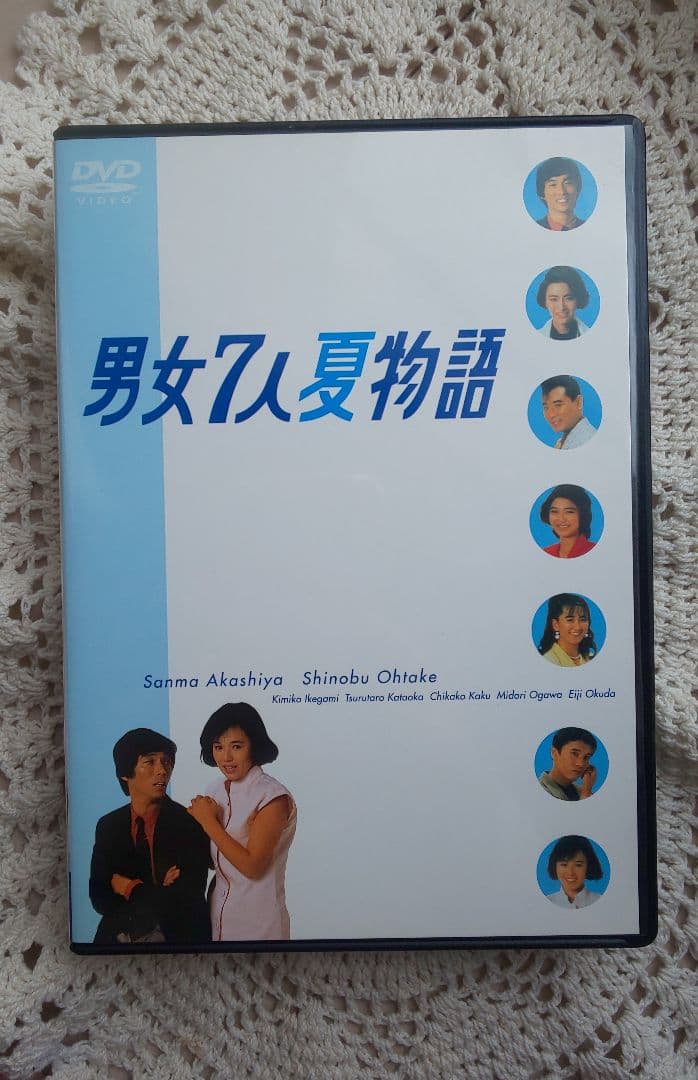 DVD
VIDEO
男女7人夏物語
Sanma Akashiya Shinobu Ohtake
Kimiko Ikegami Tsurutaro Kataoka Chikako Kaku Midori Ogawa Eiji Okuda